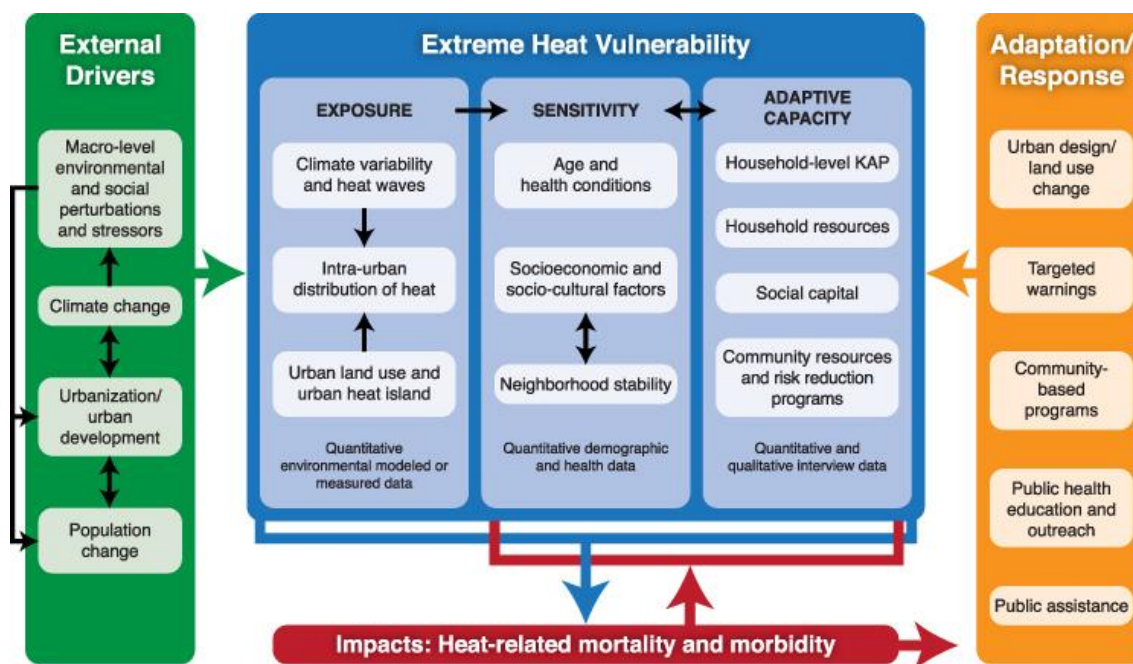 External
Drivers
Macro-level
environmental
and social
perturbations
and stressors
Climate change
Urbanization/
urban
development
Population
change
Extreme Heat Vulnerability
EXPOSURE
Climate variability
and heat waves
Intra-urban
distribution of heat
Urban land use and
urban heat island
Quantitative
environmental modeled or
measured data
SENSITIVITY
Age and
health conditions
Socioeconomic and
socio-cultural factors
Neighborhood stability
Quantitative demographic
and health data
ADAPTIVE
CAPACITY
Household-level KAP
Household resources
Social capital
Community resources
and risk reduction
programs
Quantitative and
qualitative interview data
Adaptation/
Response
Urban design/
land use
change
Targeted
warnings
Community-
based
programs
Public health
education and
outreach
Public assistance
Impacts: Heat-related mortality and morbidity